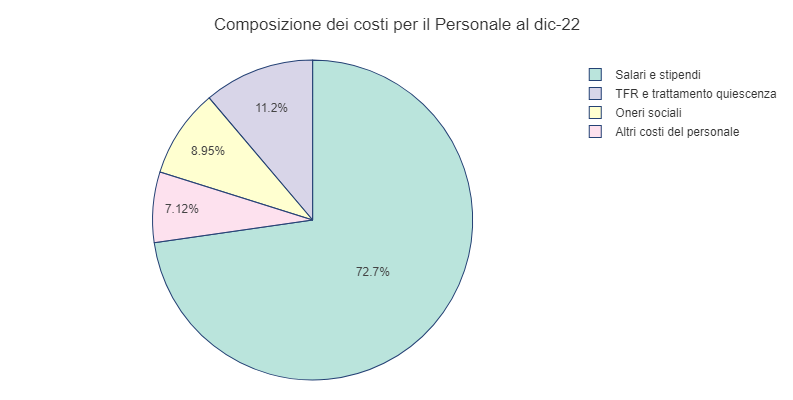 Composizione dei costi per il Personale al dic-22
Salari e stipendi
TFR e trattamento quiescenza
Oneri sociali
Altri costi del personale
11.2%
8.95%
7.12%
72.7%